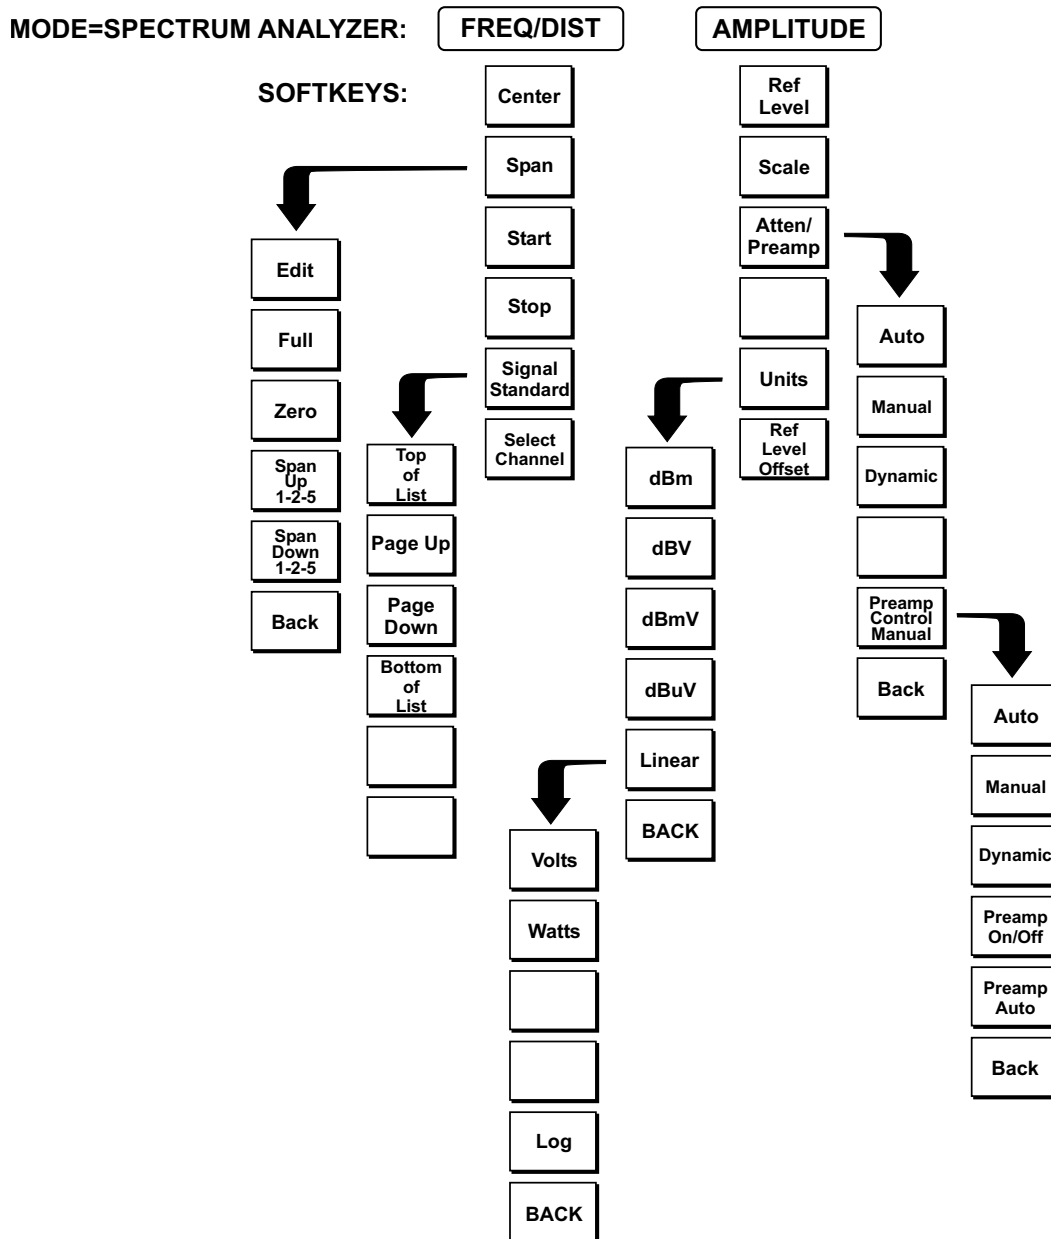 MODE=SPECTRUM ANALYZER:
FREQ/DIST
AMPLITUDE
SOFTKEYS:
Center
Span
Start
Stop
Signal
Standard
Select
Channel
Edit
Full
Zero
Span
Up
1-2-5
Span
Down
1-2-5
Back
Top
of
List
Page Up
Page
Down
Bottom
of
List
Ref
Level
Scale
Atten/
Preamp
Units
Ref
Level
Offset
dBm
dBV
dBmV
dBuV
Linear
BACK
Volts
Watts
Log
BACK
Auto
Manual
Dynamic
Preamp
Control
Manual
Back
Auto
Manual
Dynamic
Preamp
On/Off
Preamp
Auto
Back